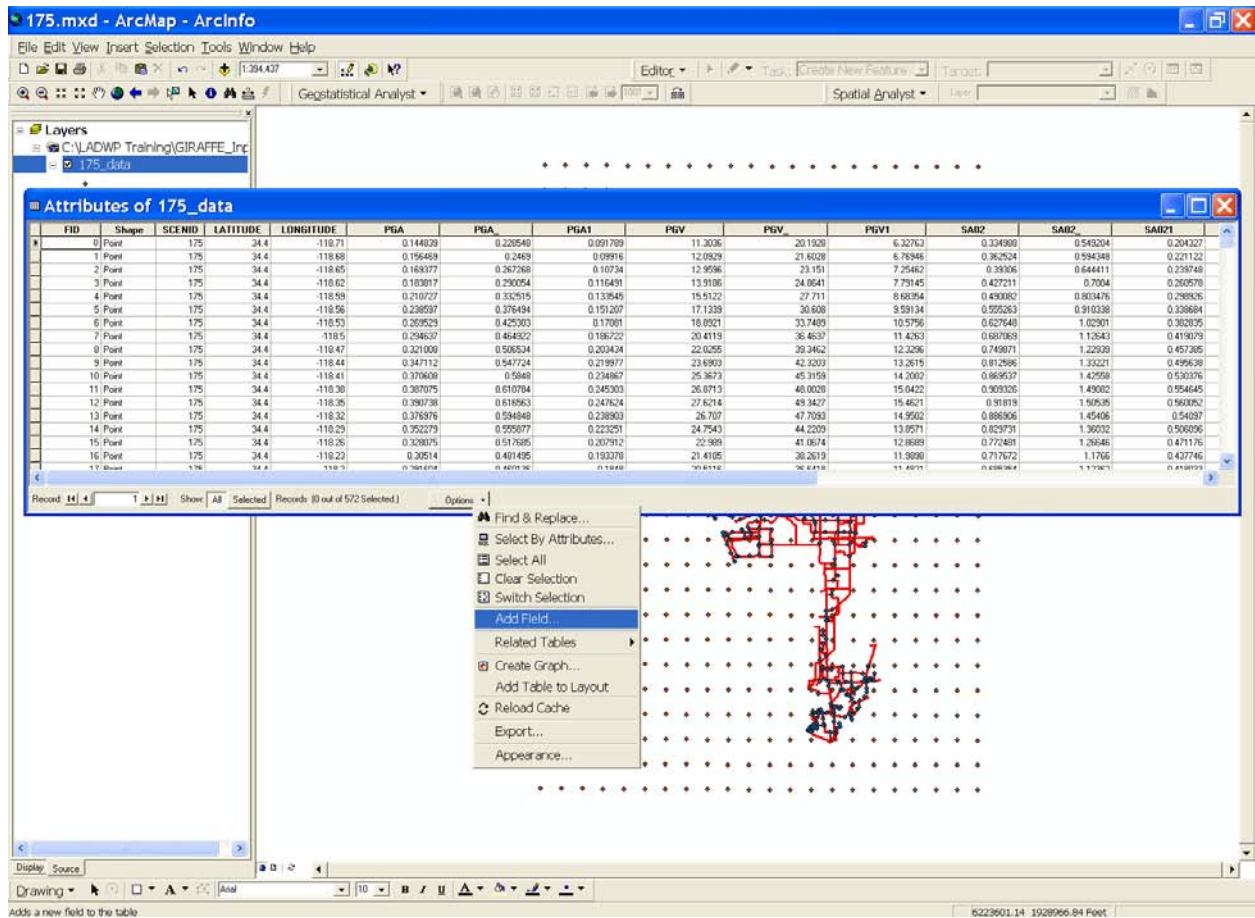 175.mxd - ArcMap - ArcInfo
File Edit View Insert Selection Tools Window Help
1:394,437 Editor Task: Create New Feature Target:
Geostatistical Analyst Spatial Analyst Layer:
Layers
C:\LADWP Training\GIRAFFE_Inp
175_data
Attributes of 175_data
FID Shape SCENID LATITUDE LONGITUDE PGA PGA_ PGA1 PGV PGV_ PGV1 SA02 SA02_ SA021
0 Point 175 34.4 -118.71 0.144039 0.228540 0.091789 11.3036 20.1928 6.32763 0.334988 0.549204 0.204327
1 Point 175 34.4 -118.68 0.156469 0.2469 0.09916 12.0929 21.6028 6.76946 0.362524 0.594348 0.221122
2 Point 175 34.4 -118.65 0.169377 0.267268 0.10734 12.9596 23.151 7.25462 0.39306 0.644411 0.239748
3 Point 175 34.4 -118.62 0.183817 0.290054 0.116491 13.9186 24.8641 7.79145 0.427211 0.7004 0.260578
4 Point 175 34.4 -118.59 0.210727 0.332515 0.133545 15.5122 27.711 8.68354 0.490082 0.803476 0.298926
5 Point 175 34.4 -118.56 0.238597 0.376494 0.151207 17.1339 30.608 9.59134 0.555263 0.910338 0.338684
6 Point 175 34.4 -118.53 0.269529 0.425303 0.17081 18.8921 33.7489 10.5756 0.627648 1.02901 0.382835
7 Point 175 34.4 -118.5 0.294637 0.464922 0.186722 20.4119 36.4637 11.4263 0.687069 1.12643 0.419079
8 Point 175 34.4 -118.47 0.321008 0.506534 0.203434 22.0255 39.3462 12.3296 0.749871 1.22939 0.457385
9 Point 175 34.4 -118.44 0.347112 0.547724 0.219977 23.6903 42.3203 13.2615 0.812586 1.33221 0.495638
10 Point 175 34.4 -118.41 0.370608 0.5848 0.234867 25.3673 45.3159 14.2002 0.869537 1.42558 0.530376
11 Point 175 34.4 -118.38 0.387075 0.610784 0.245303 26.8713 48.0028 15.0422 0.909326 1.49082 0.554645
12 Point 175 34.4 -118.35 0.390738 0.616563 0.247624 27.6214 49.3427 15.4621 0.91819 1.50535 0.560052
13 Point 175 34.4 -118.32 0.376976 0.594848 0.238903 26.707 47.7093 14.9502 0.886906 1.45406 0.54097
14 Point 175 34.4 -118.29 0.352279 0.555877 0.223251 24.7543 44.2209 13.8571 0.829731 1.36032 0.506096
15 Point 175 34.4 -118.26 0.328075 0.517685 0.207912 22.989 41.0674 12.8689 0.772481 1.26646 0.471176
16 Point 175 34.4 -118.23 0.30514 0.481495 0.193378 21.4185 38.2619 11.9898 0.717672 1.1766 0.437746
Record: 1 Show: All Selected Records (0 out of 572 Selected.) Options
Find & Replace...
Select By Attributes...
Select All
Clear Selection
Switch Selection
Add Field...
Related Tables
Create Graph...
Add Table to Layout
Reload Cache
Export...
Appearance...
Display Source
Drawing A Arial 10 B I U A
Adds a new field to the table 6223601.14 1928966.84 Feet